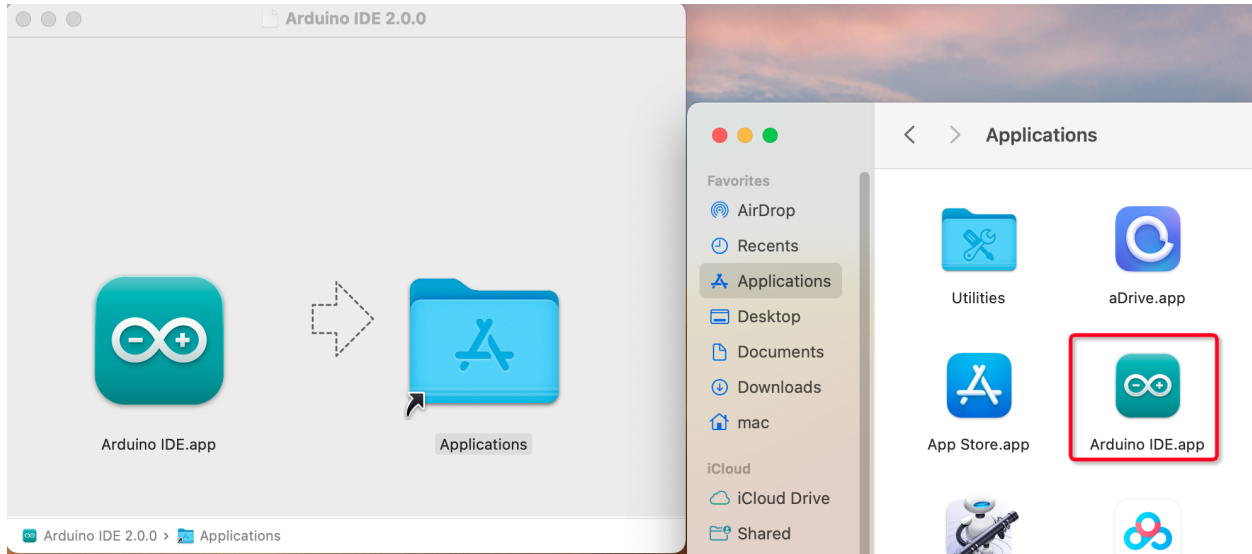 Arduino IDE 2.0.0
Arduino IDE.app
Applications
Arduino IDE 2.0.0 › Applications
Applications
Favorites
AirDrop
Recents
Applications
Desktop
Documents
Downloads
mac
iCloud
iCloud Drive
Shared
Utilities
aDrive.app
App Store.app
Arduino IDE.app